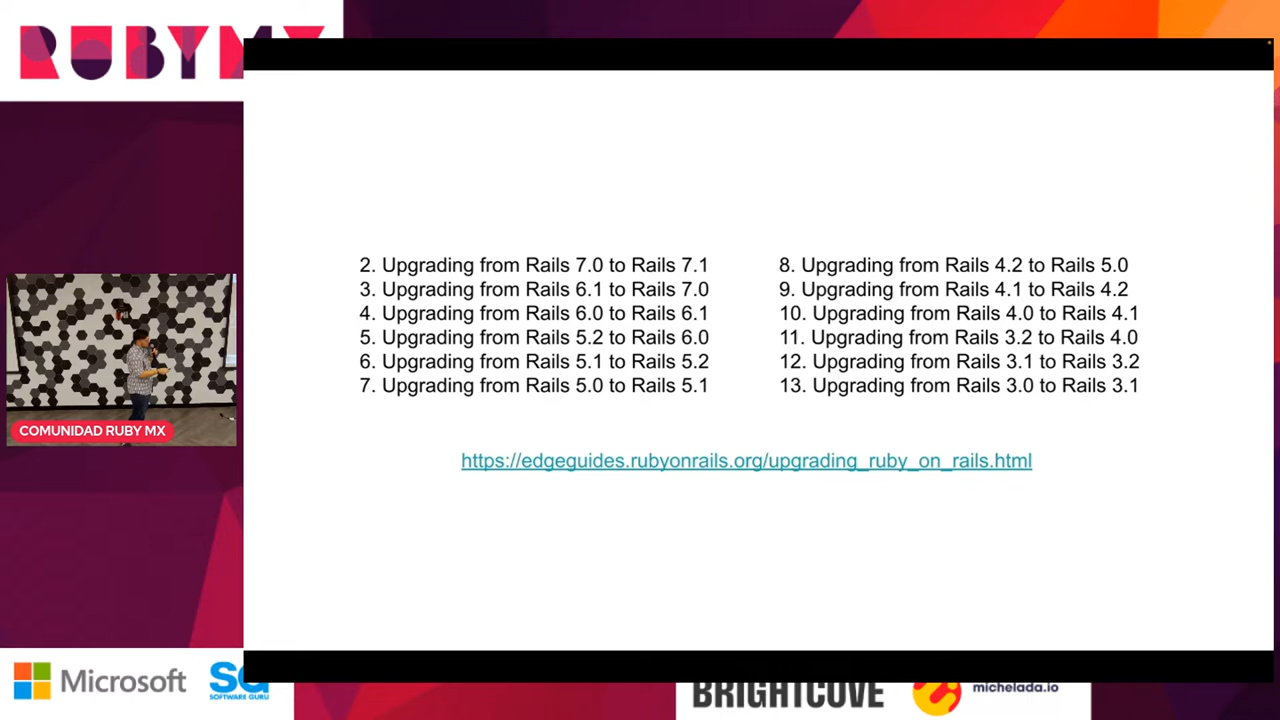 RUBYMX
2. Upgrading from Rails 7.0 to Rails 7.1
3. Upgrading from Rails 6.1 to Rails 7.0
4. Upgrading from Rails 6.0 to Rails 6.1
5. Upgrading from Rails 5.2 to Rails 6.0
6. Upgrading from Rails 5.1 to Rails 5.2
7. Upgrading from Rails 5.0 to Rails 5.1
8. Upgrading from Rails 4.2 to Rails 5.0
9. Upgrading from Rails 4.1 to Rails 4.2
10. Upgrading from Rails 4.0 to Rails 4.1
11. Upgrading from Rails 3.2 to Rails 4.0
12. Upgrading from Rails 3.1 to Rails 3.2
13. Upgrading from Rails 3.0 to Rails 3.1
https://edgeguides.rubyonrails.org/upgrading_ruby_on_rails.html
COMUNIDAD RUBY MX
Microsoft
SG
SOFTWARE GURU
BRIGHTCOVE
michelada.io